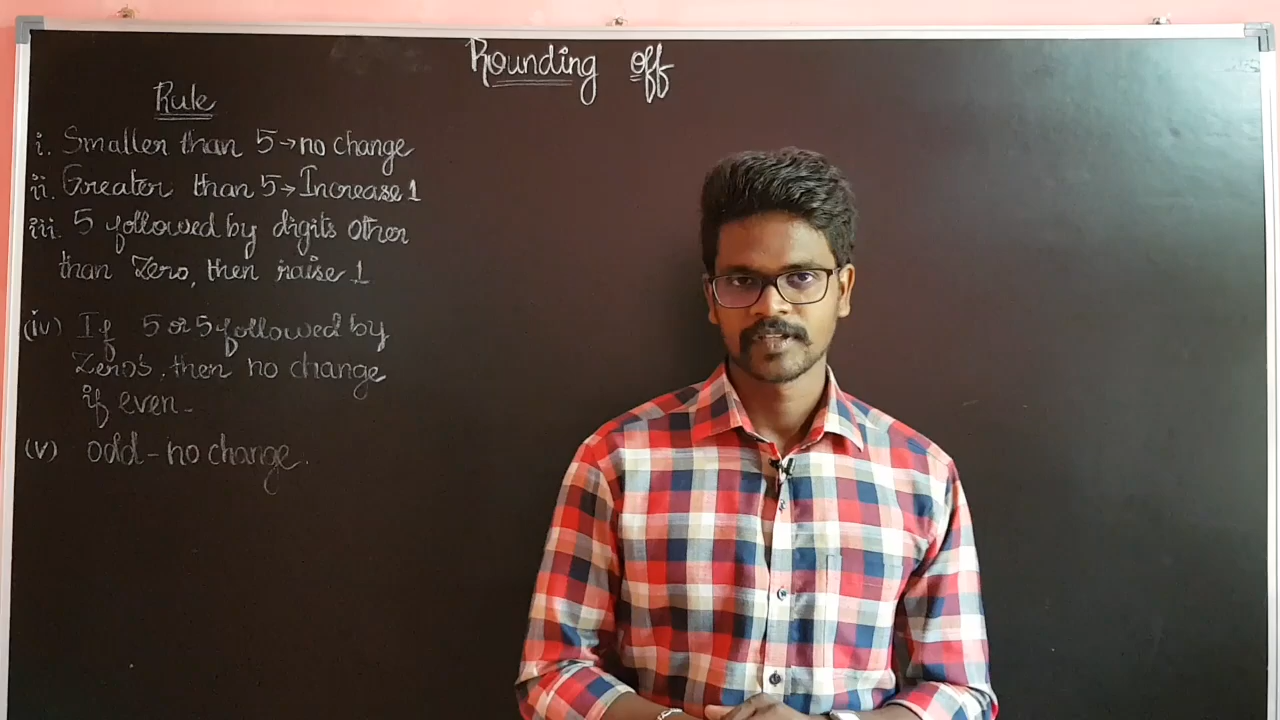 Rounding off
Rule
i. Smaller than 5→no change
ii. Greater than 5→Increase 1
iii. 5 followed by digits other
than Zero, then raise 1
(iv) If 5 or 5 followed by
Zero's, then no change
if even.
(v) odd - no change.